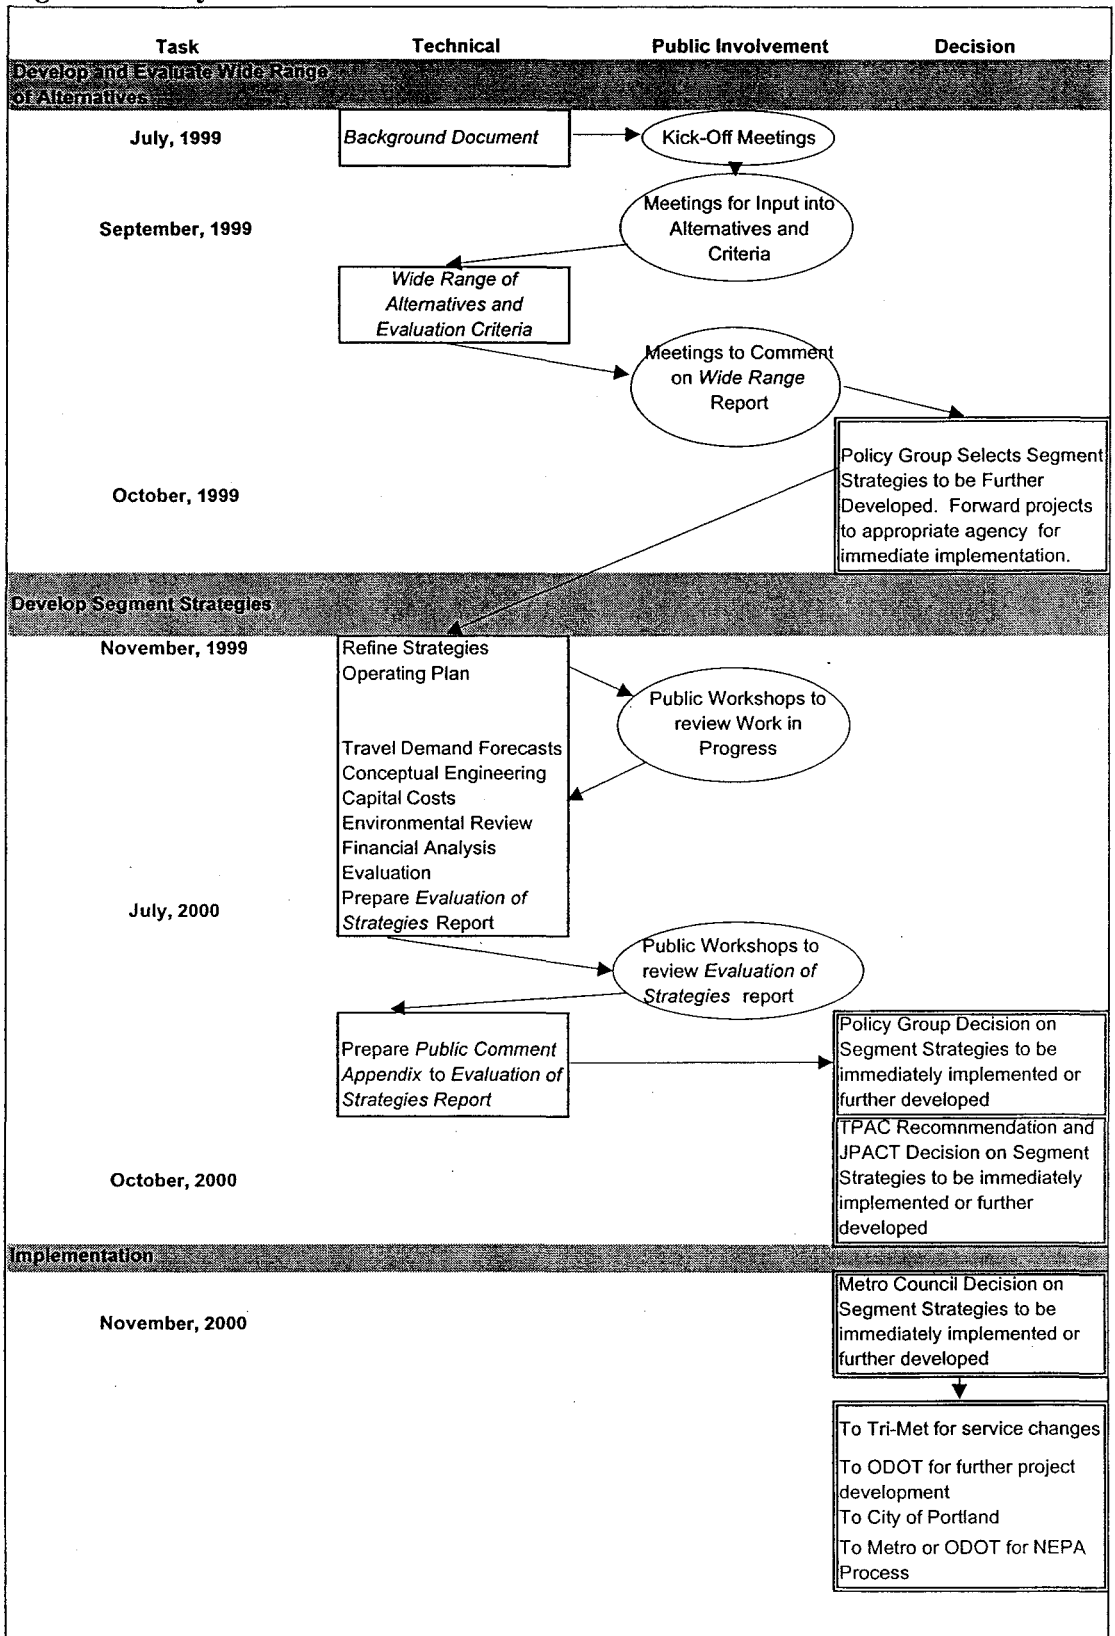 Task Technical Public Involvement Decision
Develop and Evaluate Wide Range
of Alternatives
July, 1999
Background Document
Kick-Off Meetings
September, 1999
Meetings for Input into
Alternatives and
Criteria
Wide Range of
Alternatives and
Evaluation Criteria
Meetings to Comment
on Wide Range
Report
October, 1999
Policy Group Selects Segment
Strategies to be Further
Developed. Forward projects
to appropriate agency for
immediate implementation.
Develop Segment Strategies
November, 1999
Refine Strategies
Operating Plan
Public Workshops to
review Work in
Progress
Travel Demand Forecasts
Conceptual Engineering
Capital Costs
Environmental Review
Financial Analysis
Evaluation
Prepare Evaluation of
Strategies Report
July, 2000
Public Workshops to
review Evaluation of
Strategies report
Prepare Public Comment
Appendix to Evaluation of
Strategies Report
Policy Group Decision on
Segment Strategies to be
immediately implemented or
further developed
TPAC Recomnmendation and
JPACT Decision on Segment
Strategies to be immediately
implemented or further
developed
October, 2000
Implementation
November, 2000
Metro Council Decision on
Segment Strategies to be
immediately implemented or
further developed
To Tri-Met for service changes
To ODOT for further project
development
To City of Portland
To Metro or ODOT for NEPA
Process